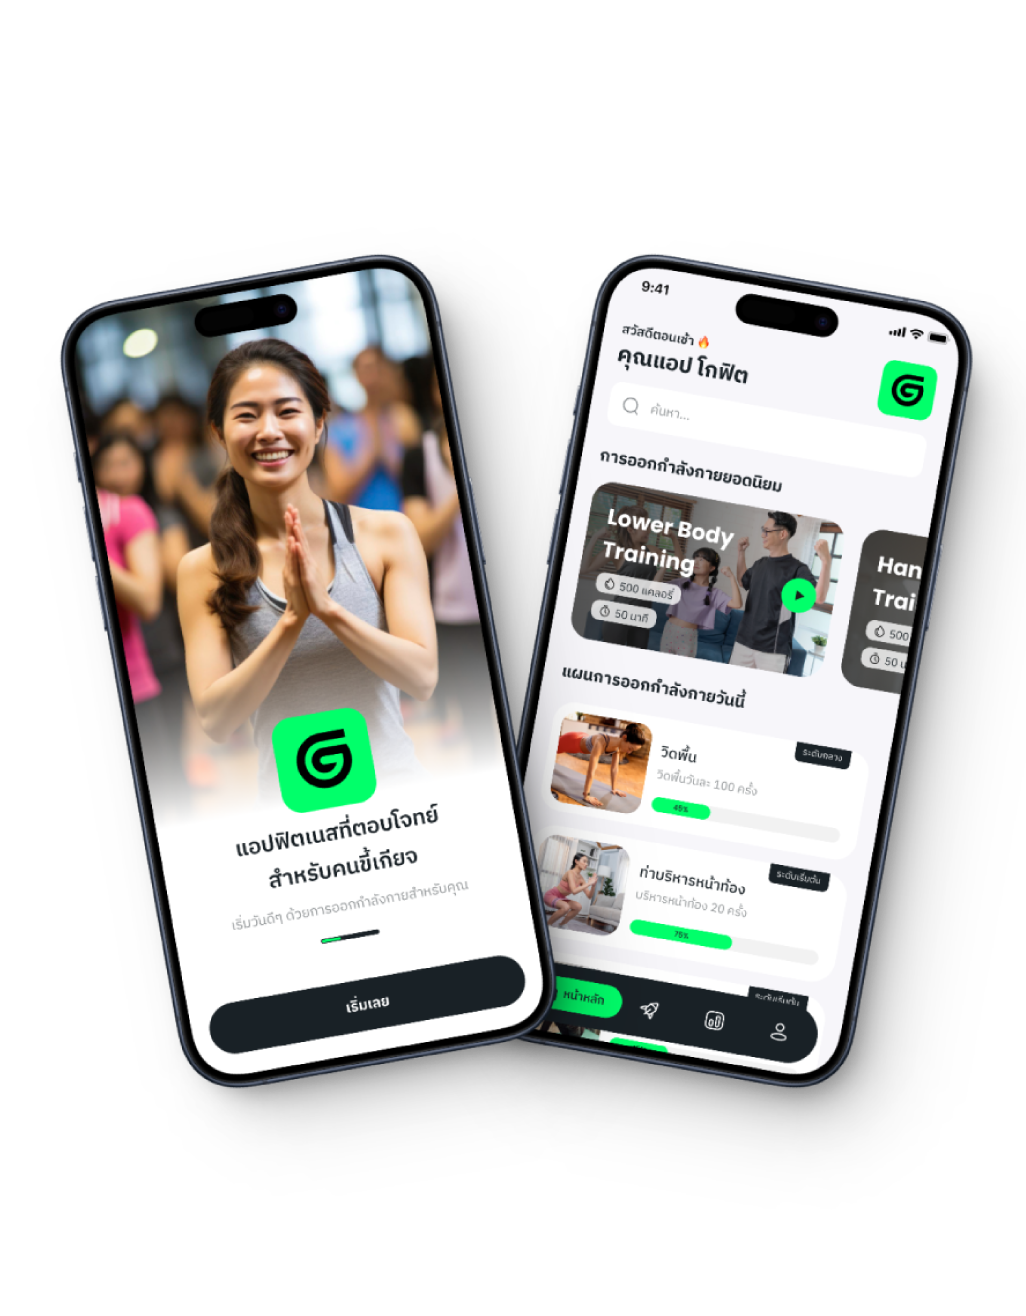 แอปฟิตเนสที่ตอบโจทย์
สำหรับคนขี้เกียจ
เริ่มวันดีๆ ด้วยการออกกำลังกายสำหรับคุณ
เริ่มเลย
9:41
สวัสดีตอนเช้า 🔥
คุณแอป โกฟิต
ค้นหา...
การออกกำลังกายยอดนิยม
Lower Body
Training
500 แคลอรี่
50 นาที
Han
Trai
500
50 น
แผนการออกกำลังกายวันนี้
ระดับกลาง
วิดพื้น
วิดพื้นวันละ 100 ครั้ง
45%
ระดับเริ่มต้น
ท่าบริหารหน้าท้อง
บริหารหน้าท้อง 20 ครั้ง
75%
ระดับเริ่มต้น
หน้าหลัก